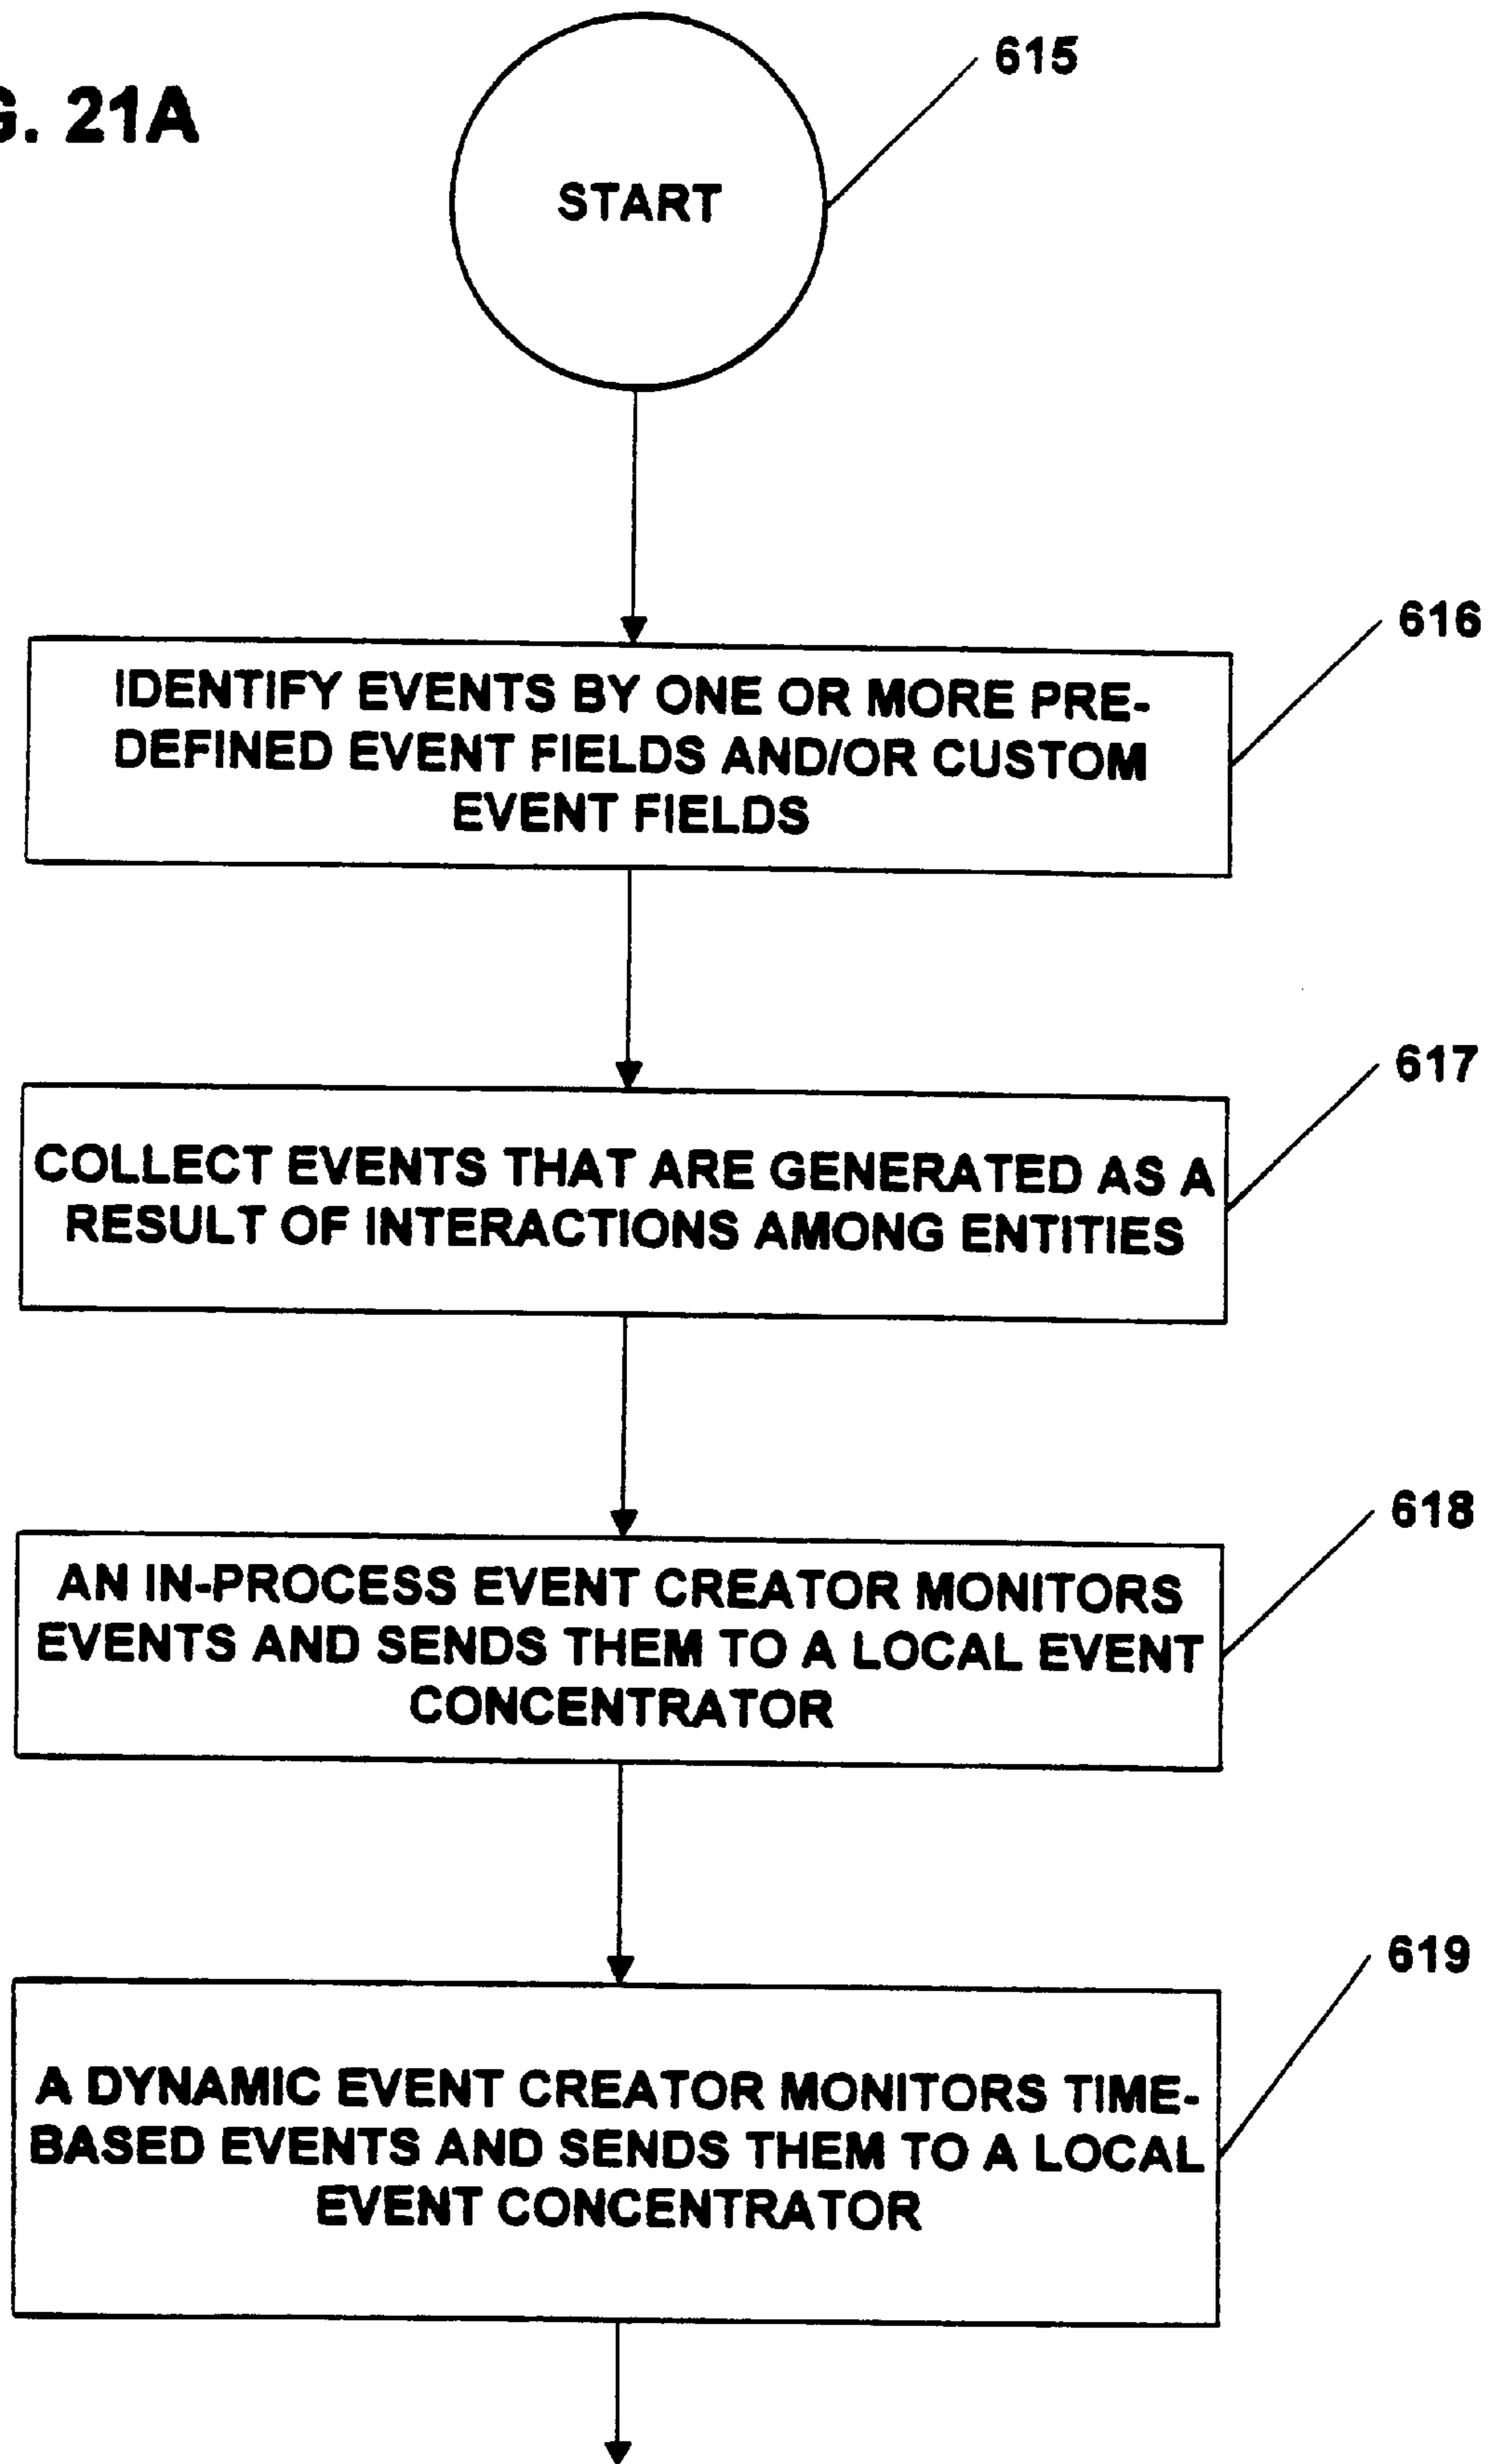 G. 21A
615
START
616
IDENTIFY EVENTS BY ONE OR MORE PRE-
DEFINED EVENT FIELDS AND/OR CUSTOM
EVENT FIELDS
617
COLLECT EVENTS THAT ARE GENERATED AS A
RESULT OF INTERACTIONS AMONG ENTITIES
618
AN IN-PROCESS EVENT CREATOR MONITORS
EVENTS AND SENDS THEM TO A LOCAL EVENT
CONCENTRATOR
619
A DYNAMIC EVENT CREATOR MONITORS TIME-
BASED EVENTS AND SENDS THEM TO A LOCAL
EVENT CONCENTRATOR